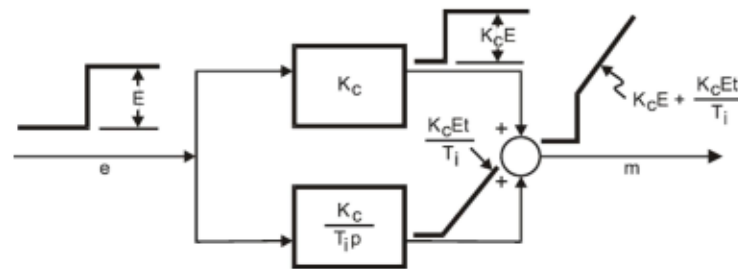 E
e
K_c
K_cE
K_cEt
T_i
K_c
T_ip
+
+
K_cE + K_cEt
T_i
m